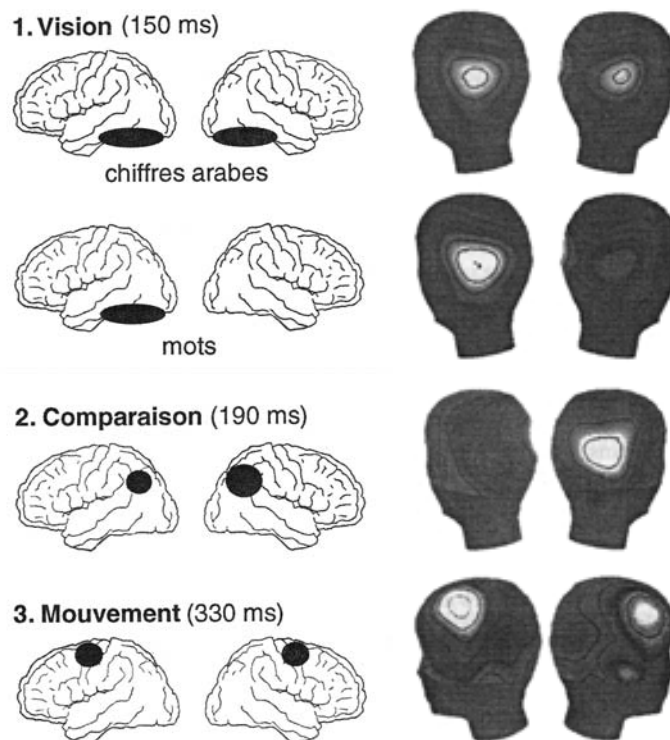 1. Vision (150 ms)
chiffres arabes
mots
2. Comparaison (190 ms)
3. Mouvement (330 ms)